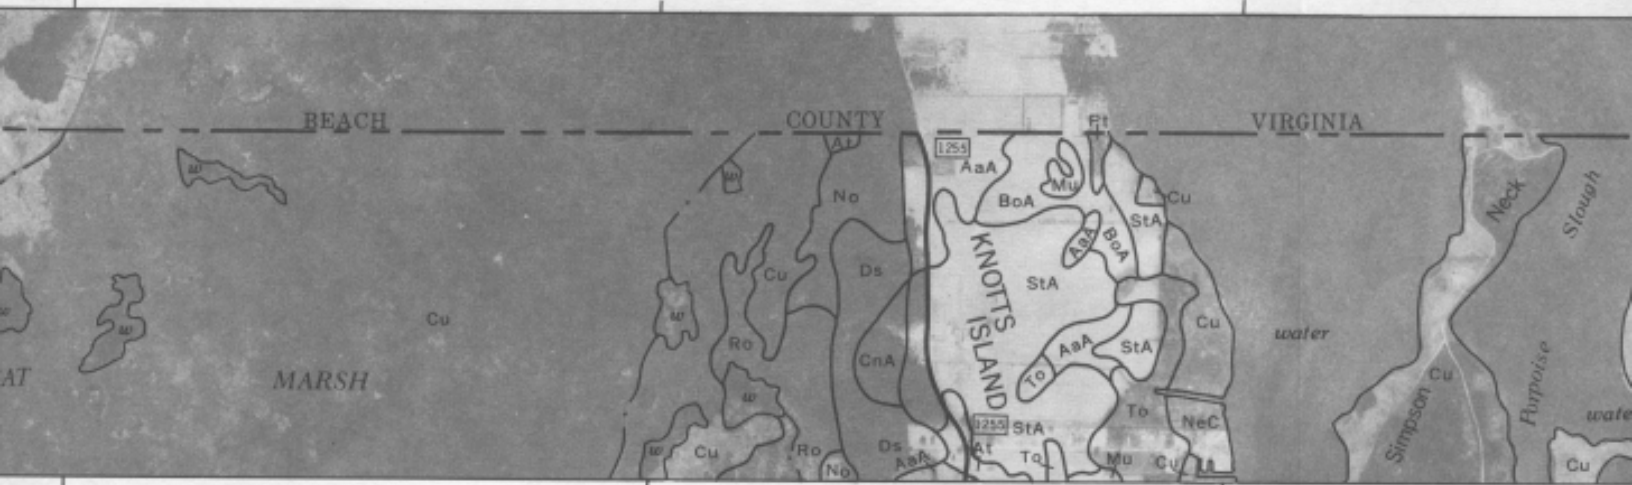 BEACH COUNTY VIRGINIA
Pt
At
1255
w
w
AaA
Mu
No
BoA
Cu
Neck
StA
Slough
AaA
BoA
Cu
Ds
StA
KNOTTS
ISLAND
w
w
w
Cu
Cu
water
Ro
AaA
StA
CnA
AT MARSH
To
Cu
Porpoise
w
To
1255
StA
NeC
Simpson
Cu
Ro
Ds
At
w
AaA
To
Mu
Cu
No
Cu